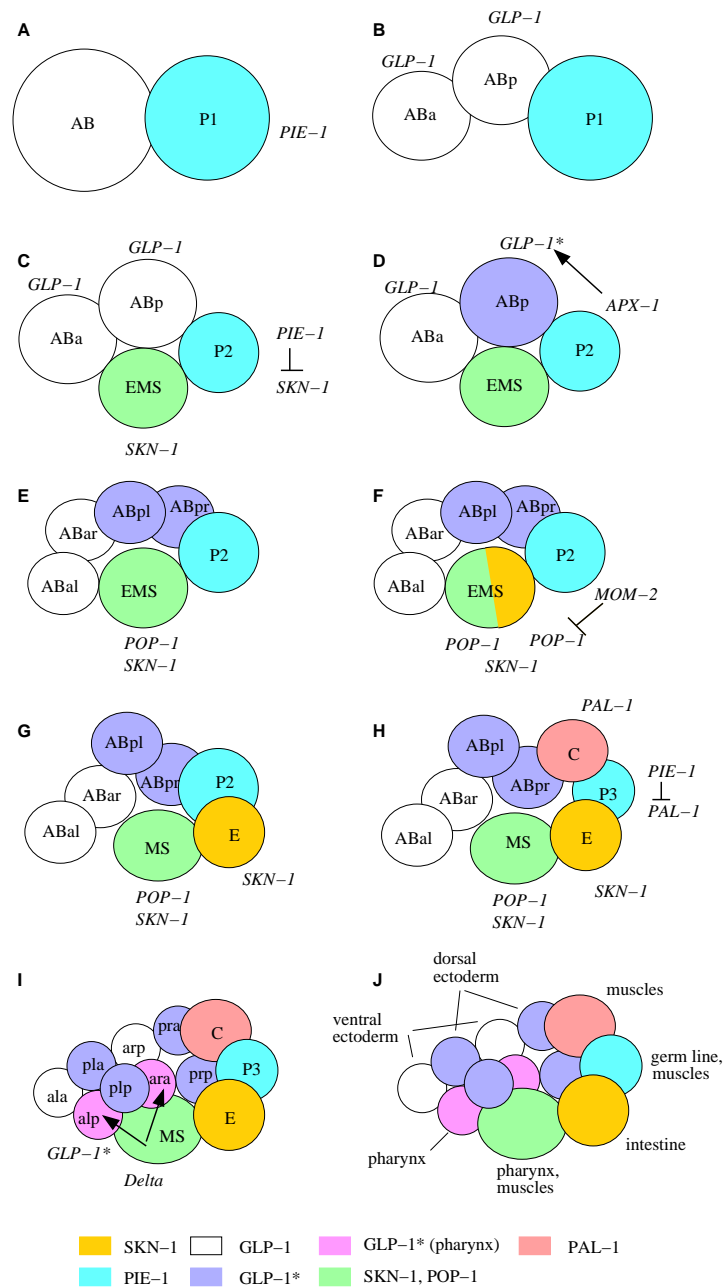 A
B
GLP−1
GLP−1
AB
P1
PIE−1
ABa
ABp
P1
C
GLP−1
GLP−1
ABa
ABp
P2
EMS
PIE−1
SKN−1
SKN−1
D
GLP−1*
GLP−1
APX−1
ABa
ABp
P2
EMS
E
ABpl
ABpr
ABar
ABal
P2
EMS
POP−1
SKN−1
F
ABpl
ABpr
ABar
ABal
P2
EMS
MOM−2
POP−1
POP−1
SKN−1
G
ABpl
ABpr
P2
ABar
ABal
MS
E
SKN−1
POP−1
SKN−1
H
PAL−1
ABpl
C
ABpr
P3
PIE−1
PAL−1
ABar
ABal
MS
E
SKN−1
POP−1
SKN−1
I
pra
C
arp
pla
ala
plp
ara
prp
P3
alp
MS
E
GLP−1*
Delta
J
dorsal
ectoderm
muscles
ventral
ectoderm
germ line,
muscles
intestine
pharynx
pharynx,
muscles
SKN−1
GLP−1
GLP−1* (pharynx)
PAL−1
PIE−1
GLP−1*
SKN−1, POP−1